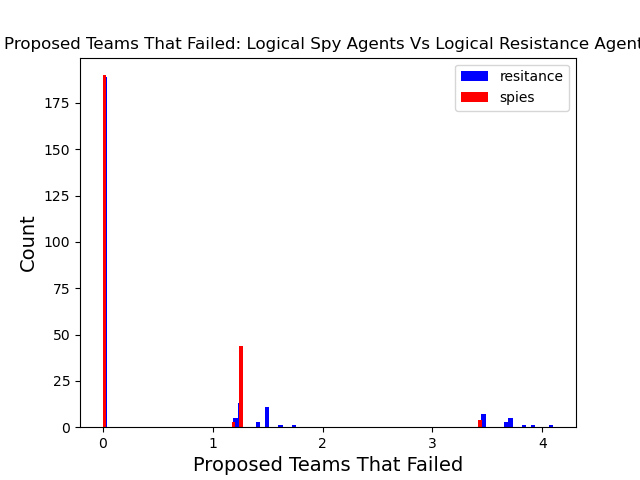 Proposed Teams That Failed: Logical Spy Agents Vs Logical Resistance Agent
resitance
spies
175
150
125
100
75
50
25
0
Count
0 1 2 3 4
Proposed Teams That Failed